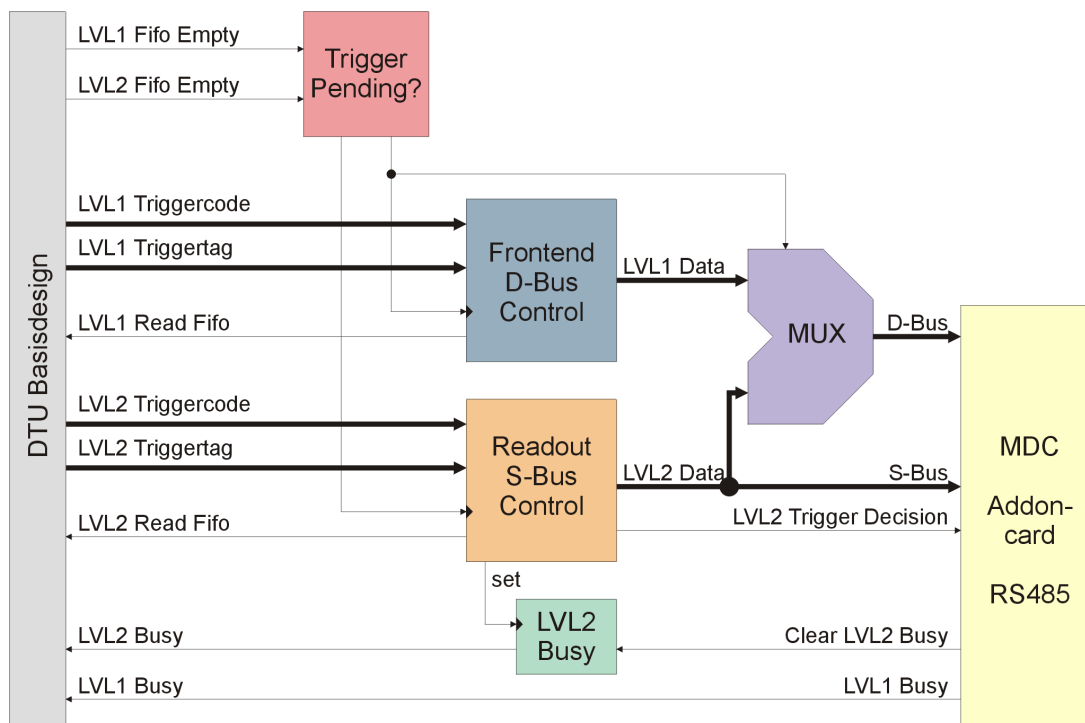 LVL1 Fifo Empty
LVL2 Fifo Empty
Trigger
Pending?
DTU Basisdesign
LVL1 Triggercode
LVL1 Triggertag
LVL1 Read Fifo
Frontend
D-Bus
Control
LVL1 Data
MUX
D-Bus
LVL2 Triggercode
LVL2 Triggertag
LVL2 Read Fifo
Readout
S-Bus
Control
LVL2 Data
S-Bus
LVL2 Trigger Decision
MDC
Addon-
card
RS485
set
LVL2
Busy
LVL2 Busy
Clear LVL2 Busy
LVL1 Busy
LVL1 Busy